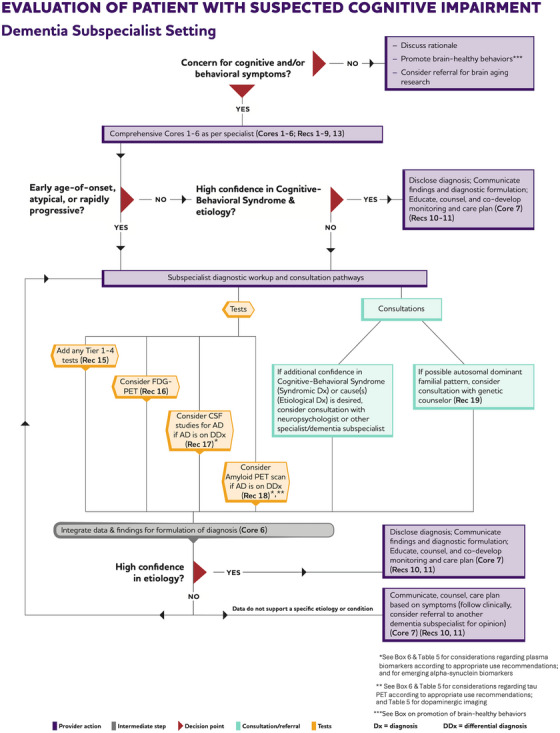 EVALUATION OF PATIENT WITH SUSPECTED COGNITIVE IMPAIRMENT
Dementia Subspecialist Setting
Concern for cognitive and/or
behavioral symptoms?
NO
– Discuss rationale
– Promote brain-healthy behaviors***
– Consider referral for brain aging
research
YES
Comprehensive Cores 1-6 as per specialist (Cores 1-6; Recs 1-9, 13)
Early age-of-onset,
atypical, or rapidly
progressive?
NO
High confidence in Cognitive-
Behavioral Syndrome &
etiology?
YES
Disclose diagnosis; Communicate
findings and diagnostic formulation;
Educate, counsel, and co-develop
monitoring and care plan (Core 7)
(Recs 10-11)
YES
NO
Subspecialist diagnostic workup and consultation pathways
Tests
Consultations
Add any Tier 1-4
tests (Rec 15)
Consider FDG-
PET (Rec 16)
Consider CSF
studies for AD
if AD is on DDx
(Rec 17)*
Consider
Amyloid PET scan
if AD is on DDx
(Rec 18)*,**
If additional confidence in
Cognitive-Behavioral Syndrome
(Syndromic Dx) or cause(s)
(Etiological Dx) is desired,
consider consultation with
neuropsychologist or other
specialist/dementia subspecialist
If possible autosomal dominant
familial pattern, consider
consultation with genetic
counselor (Rec 19)
Integrate data & findings for formulation of diagnosis (Core 6)
High confidence
in etiology?
YES
Disclose diagnosis; Communicate
findings and diagnostic formulation;
Educate, counsel, and co-develop
monitoring and care plan (Core 7)
(Recs 10, 11)
NO
Data do not support a specific etiology or condition
Communicate, counsel, care plan
based on symptoms (follow clinically,
consider referral to another
dementia subspecialist for opinion)
(Core 7) (Recs 10, 11)
*See Box 6 & Table 5 for considerations regarding plasma
biomarkers according to appropriate use recommendations;
and for emerging alpha-synuclein biomarkers
** See Box 6 & Table 5 for considerations regarding tau
PET according to appropriate use recommendations;
and Table 5 for dopaminergic imaging
***See Box on promotion of brain-healthy behaviors
Provider action
Intermediate step
Decision point
Consultation/referral
Tests
Dx = diagnosis
DDx = differential diagnosis